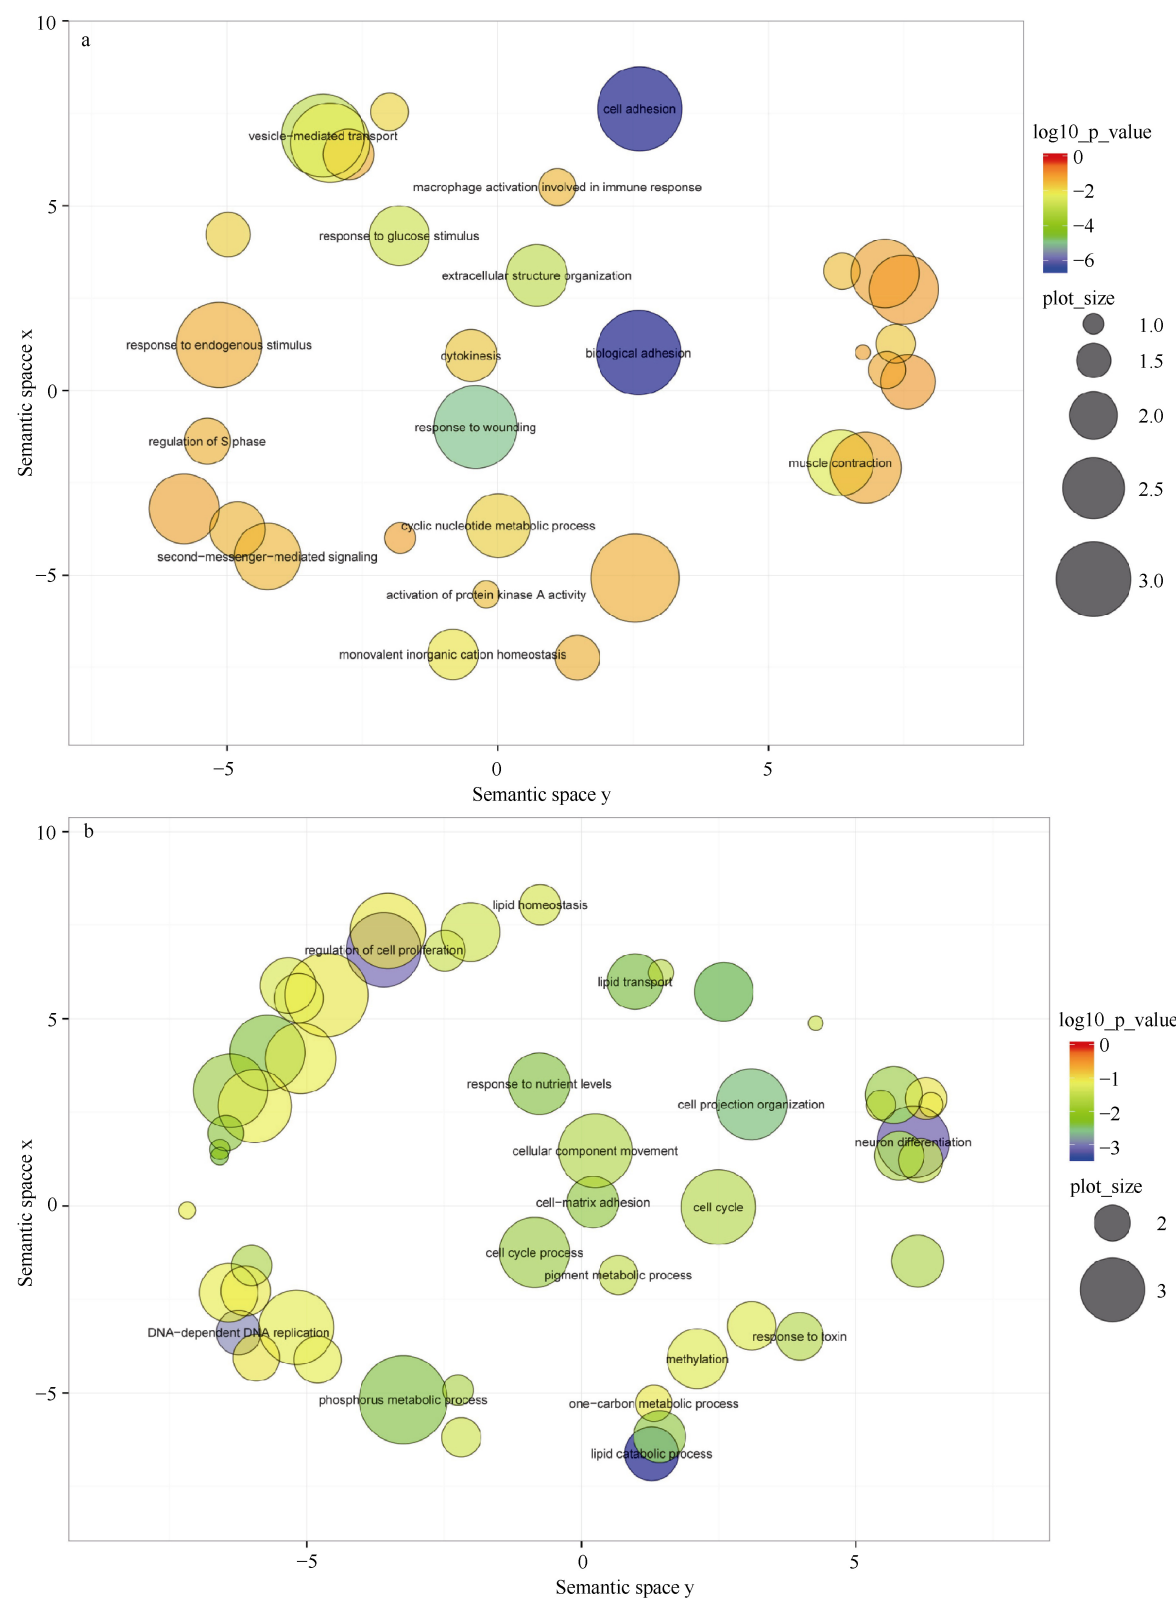 a
10
5
0
−5
Semantic spacce x
cell adhesion
vesicle−mediated transport
macrophage activation involved in immune response
response to glucose stimulus
extracellular structure organization
response to endogenous stimulus
biological adhesion
cytokinesis
response to wounding
regulation of S phase
muscle contraction
cyclic nucleotide metabolic process
second−messenger−mediated signaling
activation of protein kinase A activity
monovalent inorganic cation homeostasis
−5
0
5
Semantic space y
log10_p_value
0
−2
−4
−6
plot_size
1.0
1.5
2.0
2.5
3.0
b
10
5
0
−5
Semantic spacce x
lipid homeostasis
regulation of cell proliferation
lipid transport
response to nutrient levels
cell projection organization
neuron differentiation
cellular component movement
cell−matrix adhesion
cell cycle
cell cycle process
pigment metabolic process
DNA−dependent DNA replication
response to toxin
methylation
phosphorus metabolic process
one−carbon metabolic process
lipid catabolic process
−5
0
5
Semantic space y
log10_p_value
0
−1
−2
−3
plot_size
2
3